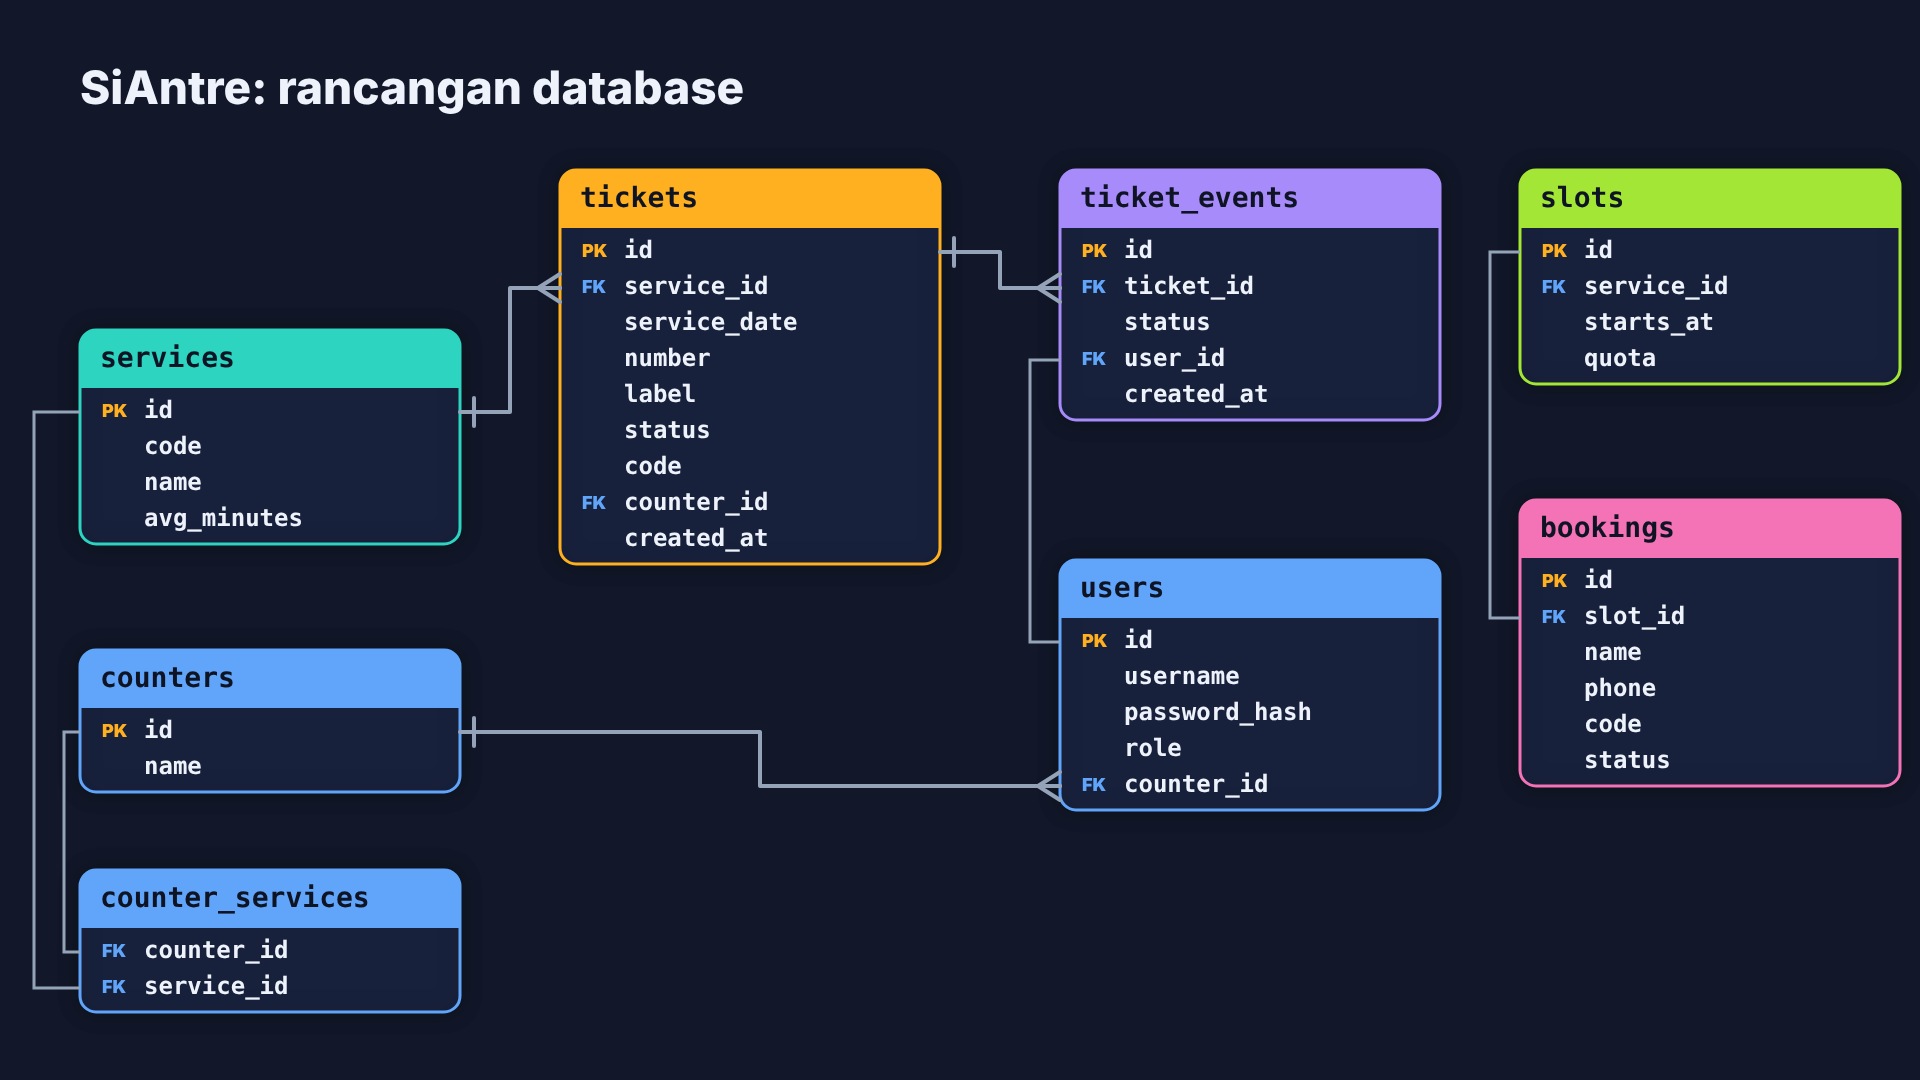 SiAntre: rancangan database
services
PK id
code
name
avg_minutes
counters
PK id
name
counter_services
FK counter_id
FK service_id
tickets
PK id
FK service_id
service_date
number
label
status
code
FK counter_id
created_at
ticket_events
PK id
FK ticket_id
status
FK user_id
created_at
users
PK id
username
password_hash
role
FK counter_id
slots
PK id
FK service_id
starts_at
quota
bookings
PK id
FK slot_id
name
phone
code
status